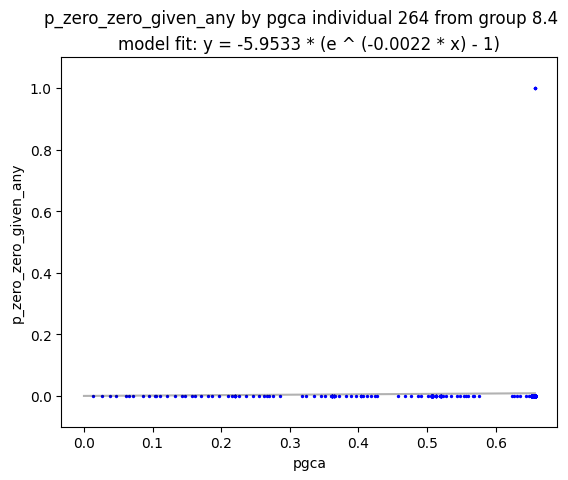 p_zero_zero_given_any by pgca individual 264 from group 8.4
model fit: y = -5.9533 * (e ^ (-0.0022 * x) - 1)
1.0
0.8
0.6
0.4
0.2
0.0
p_zero_zero_given_any
0.0 0.1 0.2 0.3 0.4 0.5 0.6
pgca